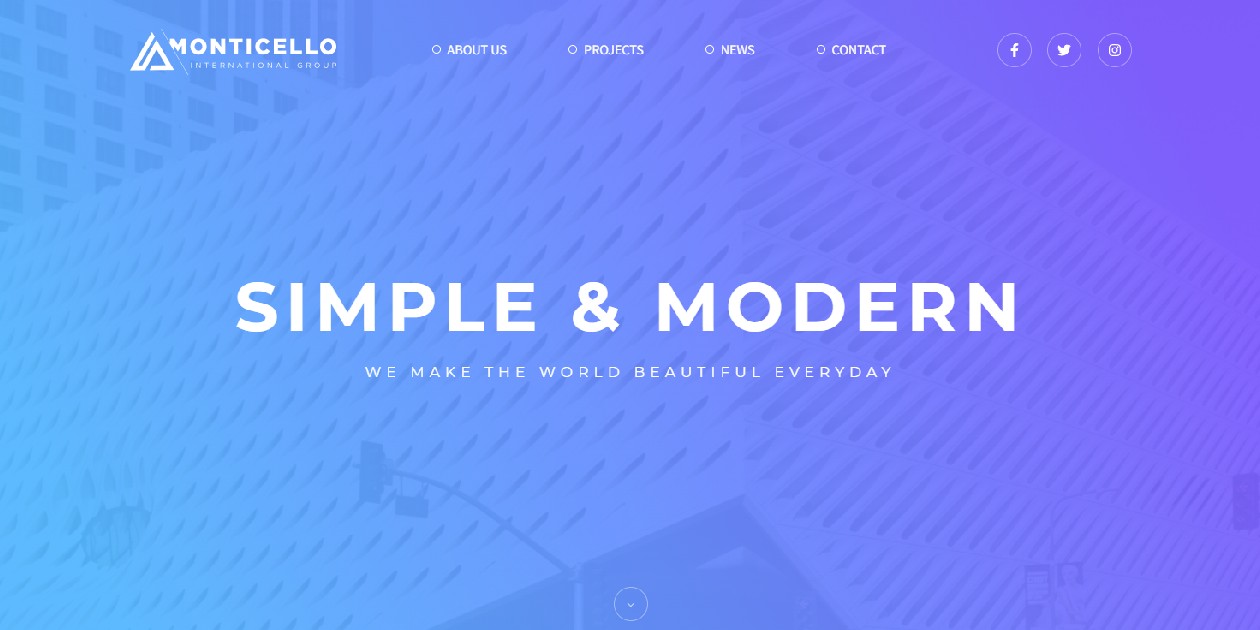 MONTICELLO
INTERNATIONAL GROUP
ABOUT US
PROJECTS
NEWS
CONTACT
SIMPLE & MODERN
WE MAKE THE WORLD BEAUTIFUL EVERYDAY